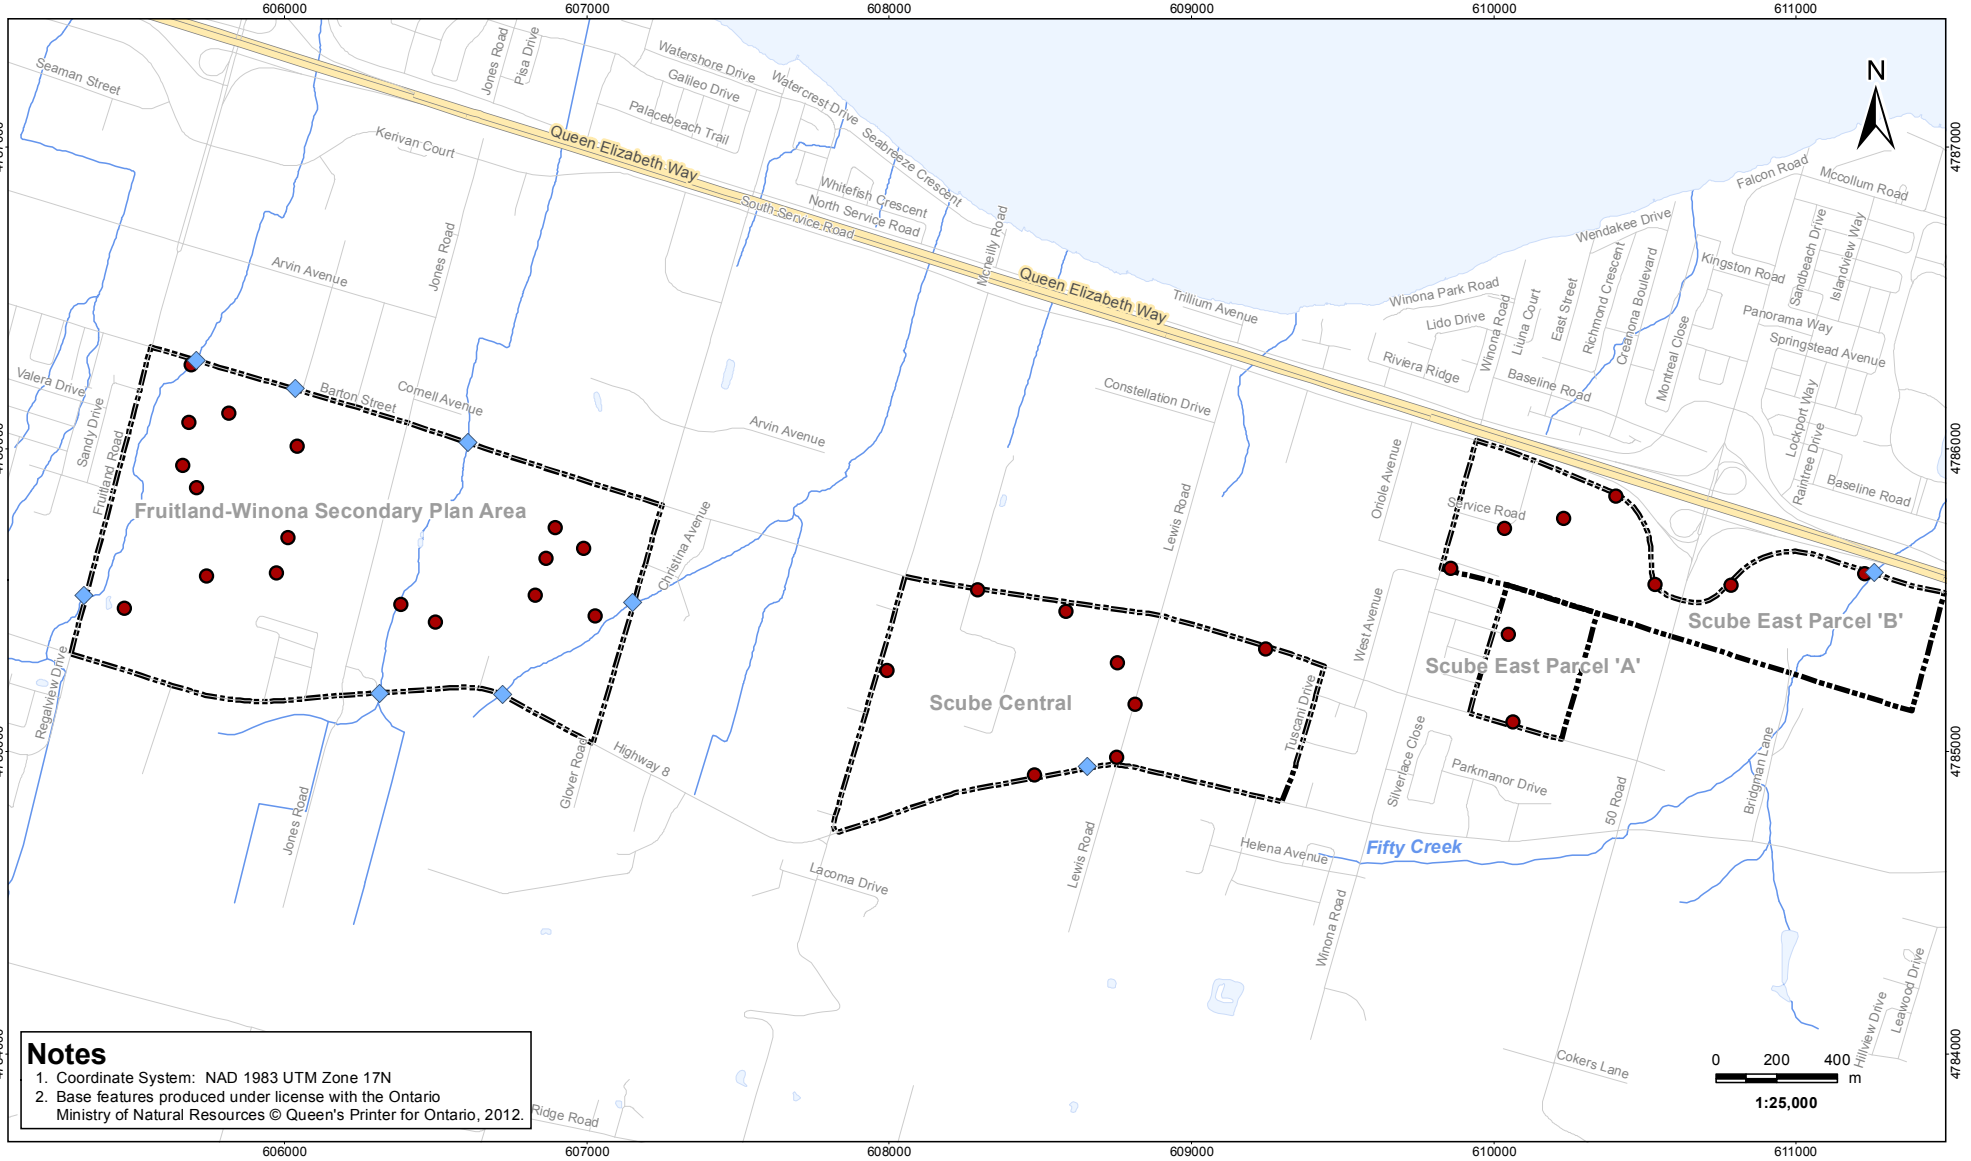 606000
607000
608000
609000
610000
611000
Seaman Street
Jones Road
Pisa Drive
Watershore Drive
Galileo Drive
Palacebeach Trail
Watercrest Drive
Seabreeze Crescent
Kerivan Court
Queen Elizabeth Way
Whitefish Crescent
North Service Road
South Service Road
Mcneilly Road
N
4787000
Falcon Road
Mccollum Road
Wendakee Drive
Kingston Road
Sandbeach Drive
Islandview Way
Arvin Avenue
Jones Road
Queen Elizabeth Way
Trillium Avenue
Winona Park Road
Lido Drive
Riviera Ridge
Winona Road
Liuna Court
East Street
Richmond Crescent
Creanona Boulevard
Montreal Close
Panorama Way
Springstead Avenue
Baseline Road
Lockport Way
Raintree Drive
Baseline Road
Valera Drive
Sandy Drive
Fruitland Road
Barton Street
Cornell Avenue
Arvin Avenue
Constellation Drive
Oriole Avenue
Service Road
4786000
Fruitland-Winona Secondary Plan Area
Christina Avenue
Lewis Road
West Avenue
Scube East Parcel 'B'
Scube East Parcel 'A'
Regalview Drive
Scube Central
Tuscani Drive
Glover Road
Highway 8
Silverlace Close
Parkmanor Drive
50 Road
Bridgman Lane
4785000
Jones Road
Lewis Road
Helena Avenue
Fifty Creek
Lacoma Drive
Winona Road
Hillview Drive
Leawood Drive
Cokers Lane
4784000
Ridge Road
Notes
1. Coordinate System: NAD 1983 UTM Zone 17N
2. Base features produced under license with the Ontario
Ministry of Natural Resources © Queen's Printer for Ontario, 2012.
0 200 400
m
1:25,000
606000
607000
608000
609000
610000
611000